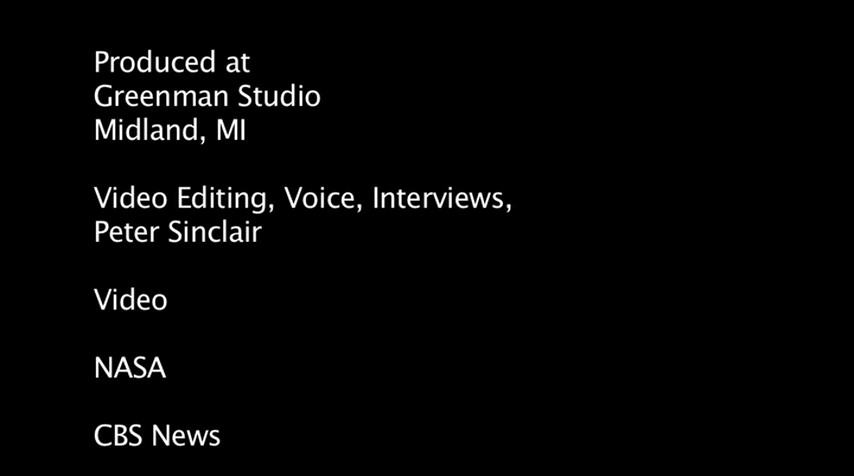 Produced at
Greenman Studio
Midland, MI
Video Editing, Voice, Interviews,
Peter Sinclair
Video
NASA
CBS News